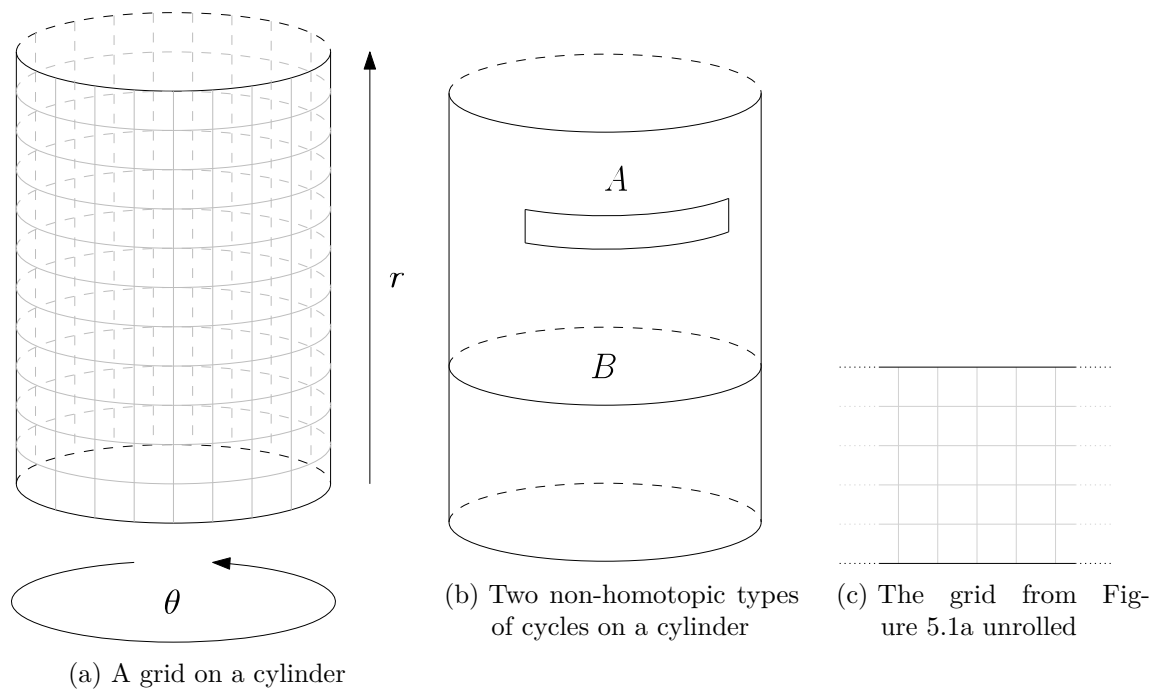 r
θ
(a) A grid on a cylinder
A
B
(b) Two non-homotopic types
of cycles on a cylinder
(c) The grid from Fig-
ure 5.1a unrolled